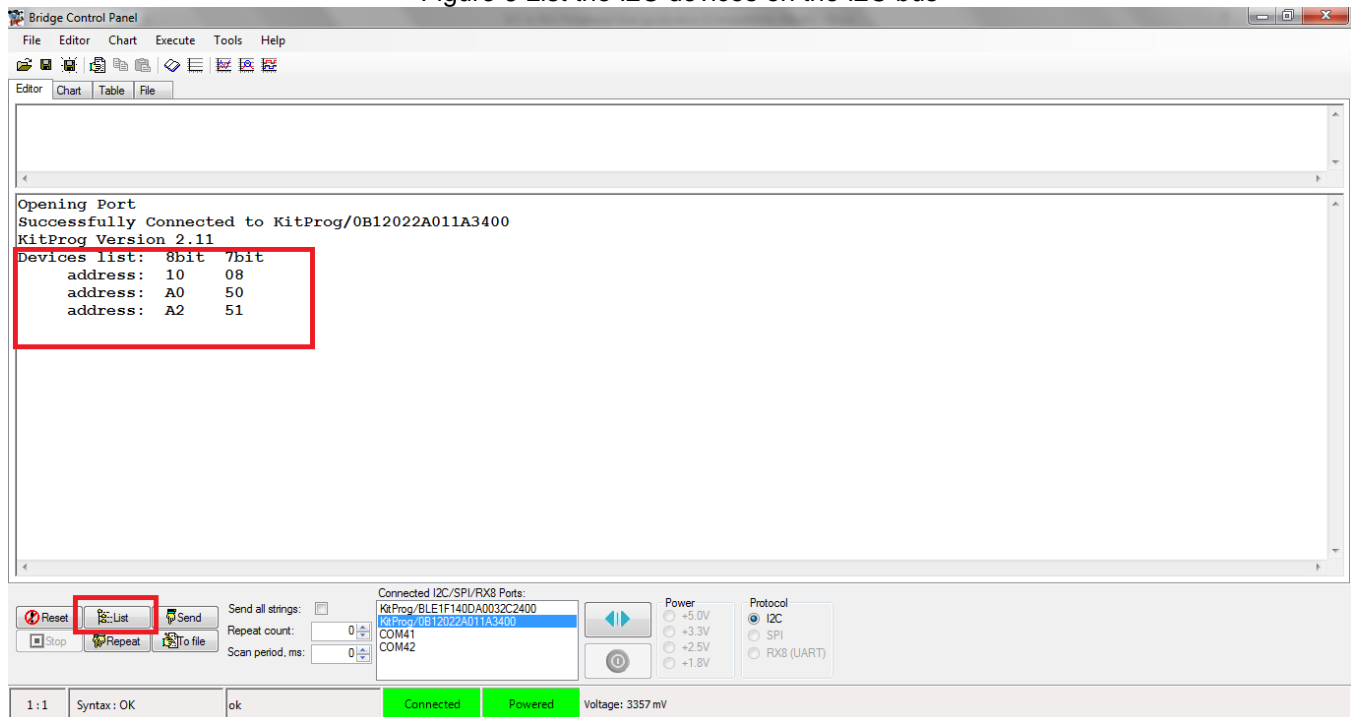 Bridge Control Panel
File Editor Chart Execute Tools Help
Editor Chart Table File
Opening Port
Successfully Connected to KitProg/0B12022A011A3400
KitProg Version 2.11
Devices list: 8bit 7bit
address: 10 08
address: A0 50
address: A2 51
Reset List Send
Stop Repeat To file
Send all strings:
Repeat count: 0
Scan period, ms: 0
Connected I2C/SPI/RX8 Ports:
KitProg/BLE1F140DA0032C2400
KitProg/0B12022A011A3400
COM41
COM42
Power
+5.0V
+3.3V
+2.5V
+1.8V
Protocol
I2C
SPI
RX8 (UART)
1:1 Syntax: OK ok Connected Powered Voltage: 3357 mV